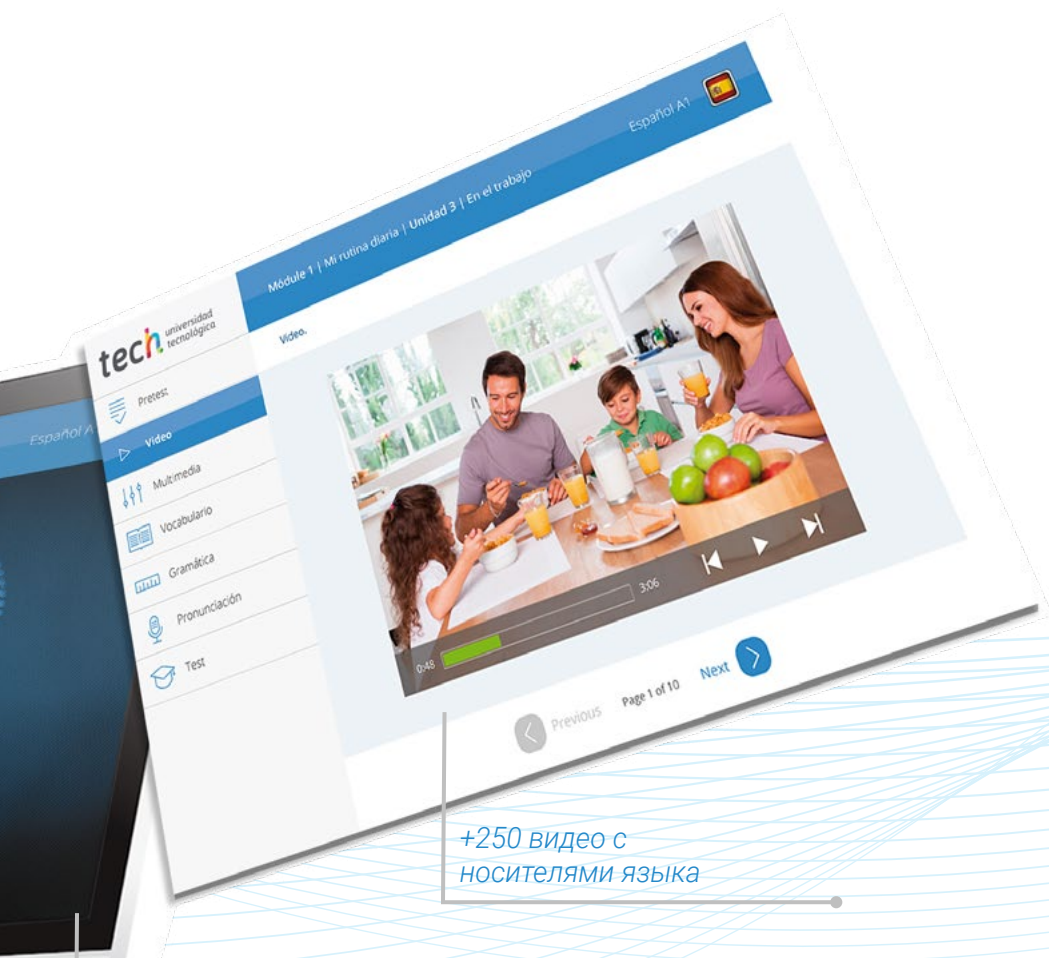 Español A1
Módule 1 | Mi rutina diaria | Unidad 3 | En el trabajo
tech universidad
tecnológica
Video.
Pretest
Video
Multimedia
Vocabulario
Gramática
Pronunciación
Test
Español A
0:48
3:06
Previous
Page 1 of 10
Next
+250 видео с
носителями языка